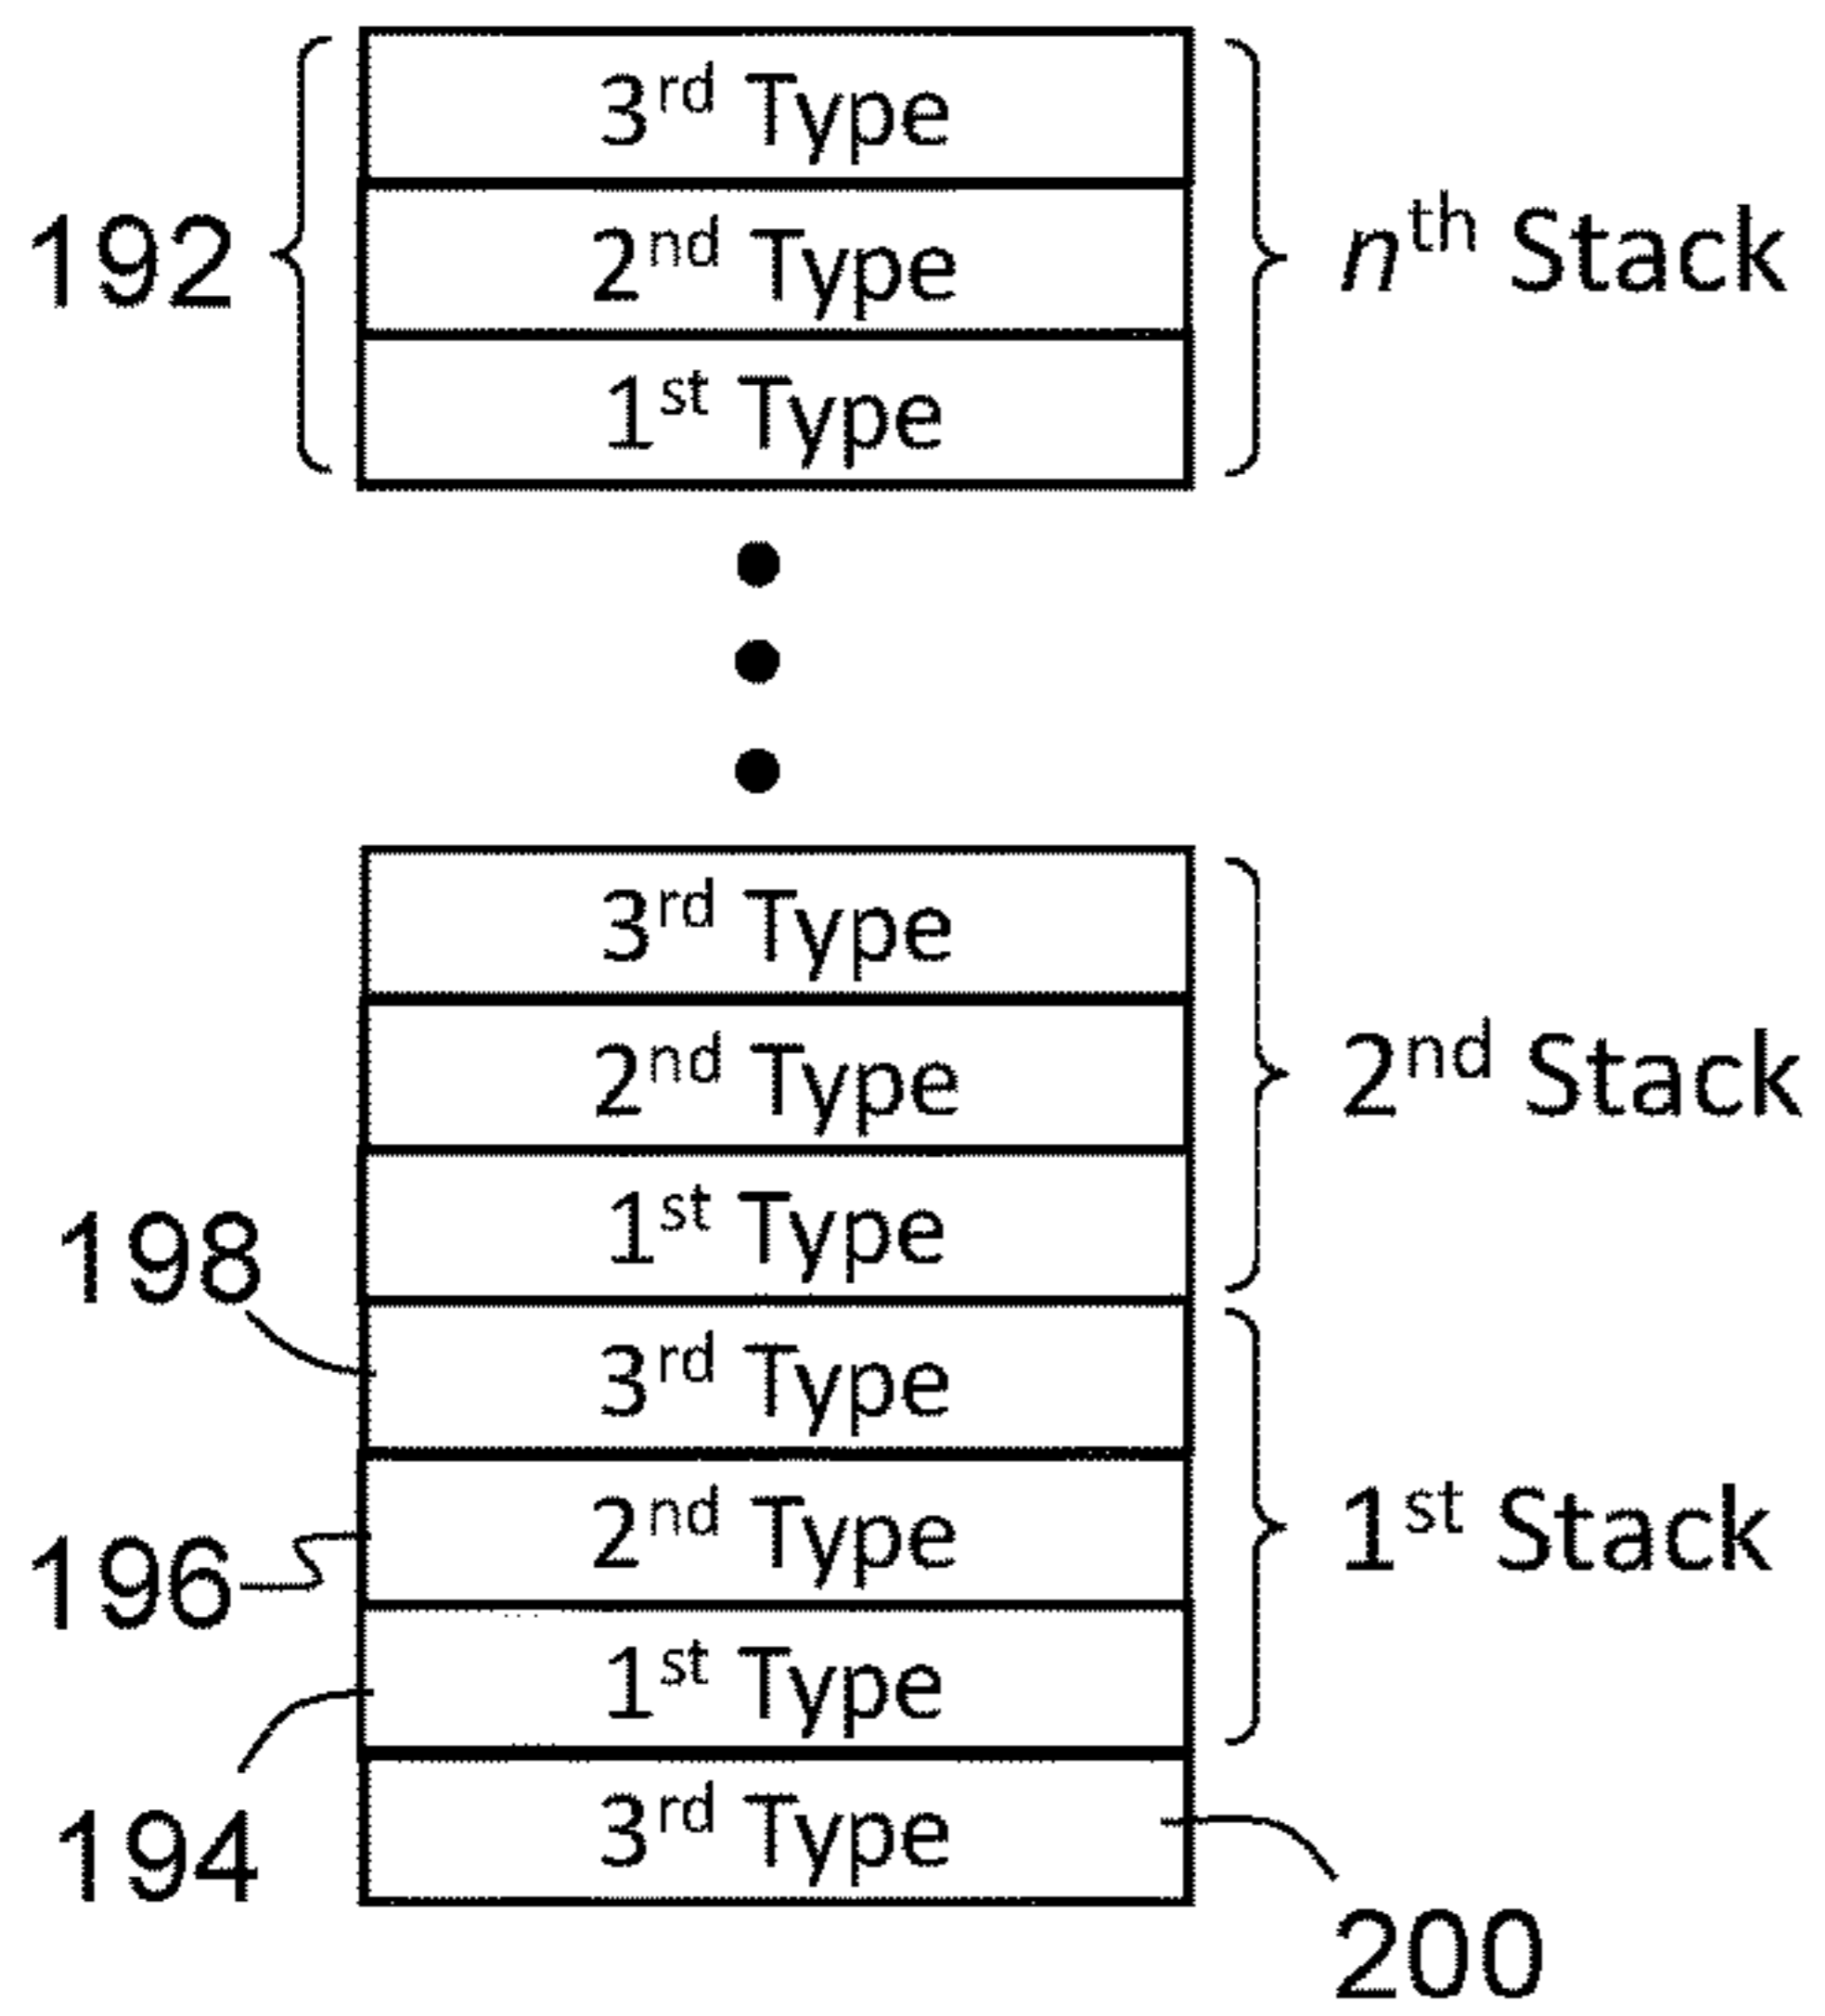 3rd Type
192
2nd Type
nth Stack
1st Type
3rd Type
2nd Type
2nd Stack
1st Type
198
3rd Type
196
2nd Type
1st Stack
1st Type
194
3rd Type
200